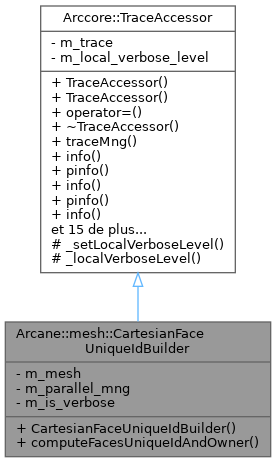 Arccore::TraceAccessor
- m_trace
- m_local_verbose_level
+ TraceAccessor()
+ TraceAccessor()
+ operator=()
+ ~TraceAccessor()
+ traceMng()
+ info()
+ pinfo()
+ info()
+ pinfo()
+ info()
et 15 de plus...
# _setLocalVerboseLevel()
# _localVerboseLevel()
Arcane::mesh::CartesianFace
UniqueIdBuilder
- m_mesh
- m_parallel_mng
- m_is_verbose
+ CartesianFaceUniqueIdBuilder()
+ computeFacesUniqueIdAndOwner()